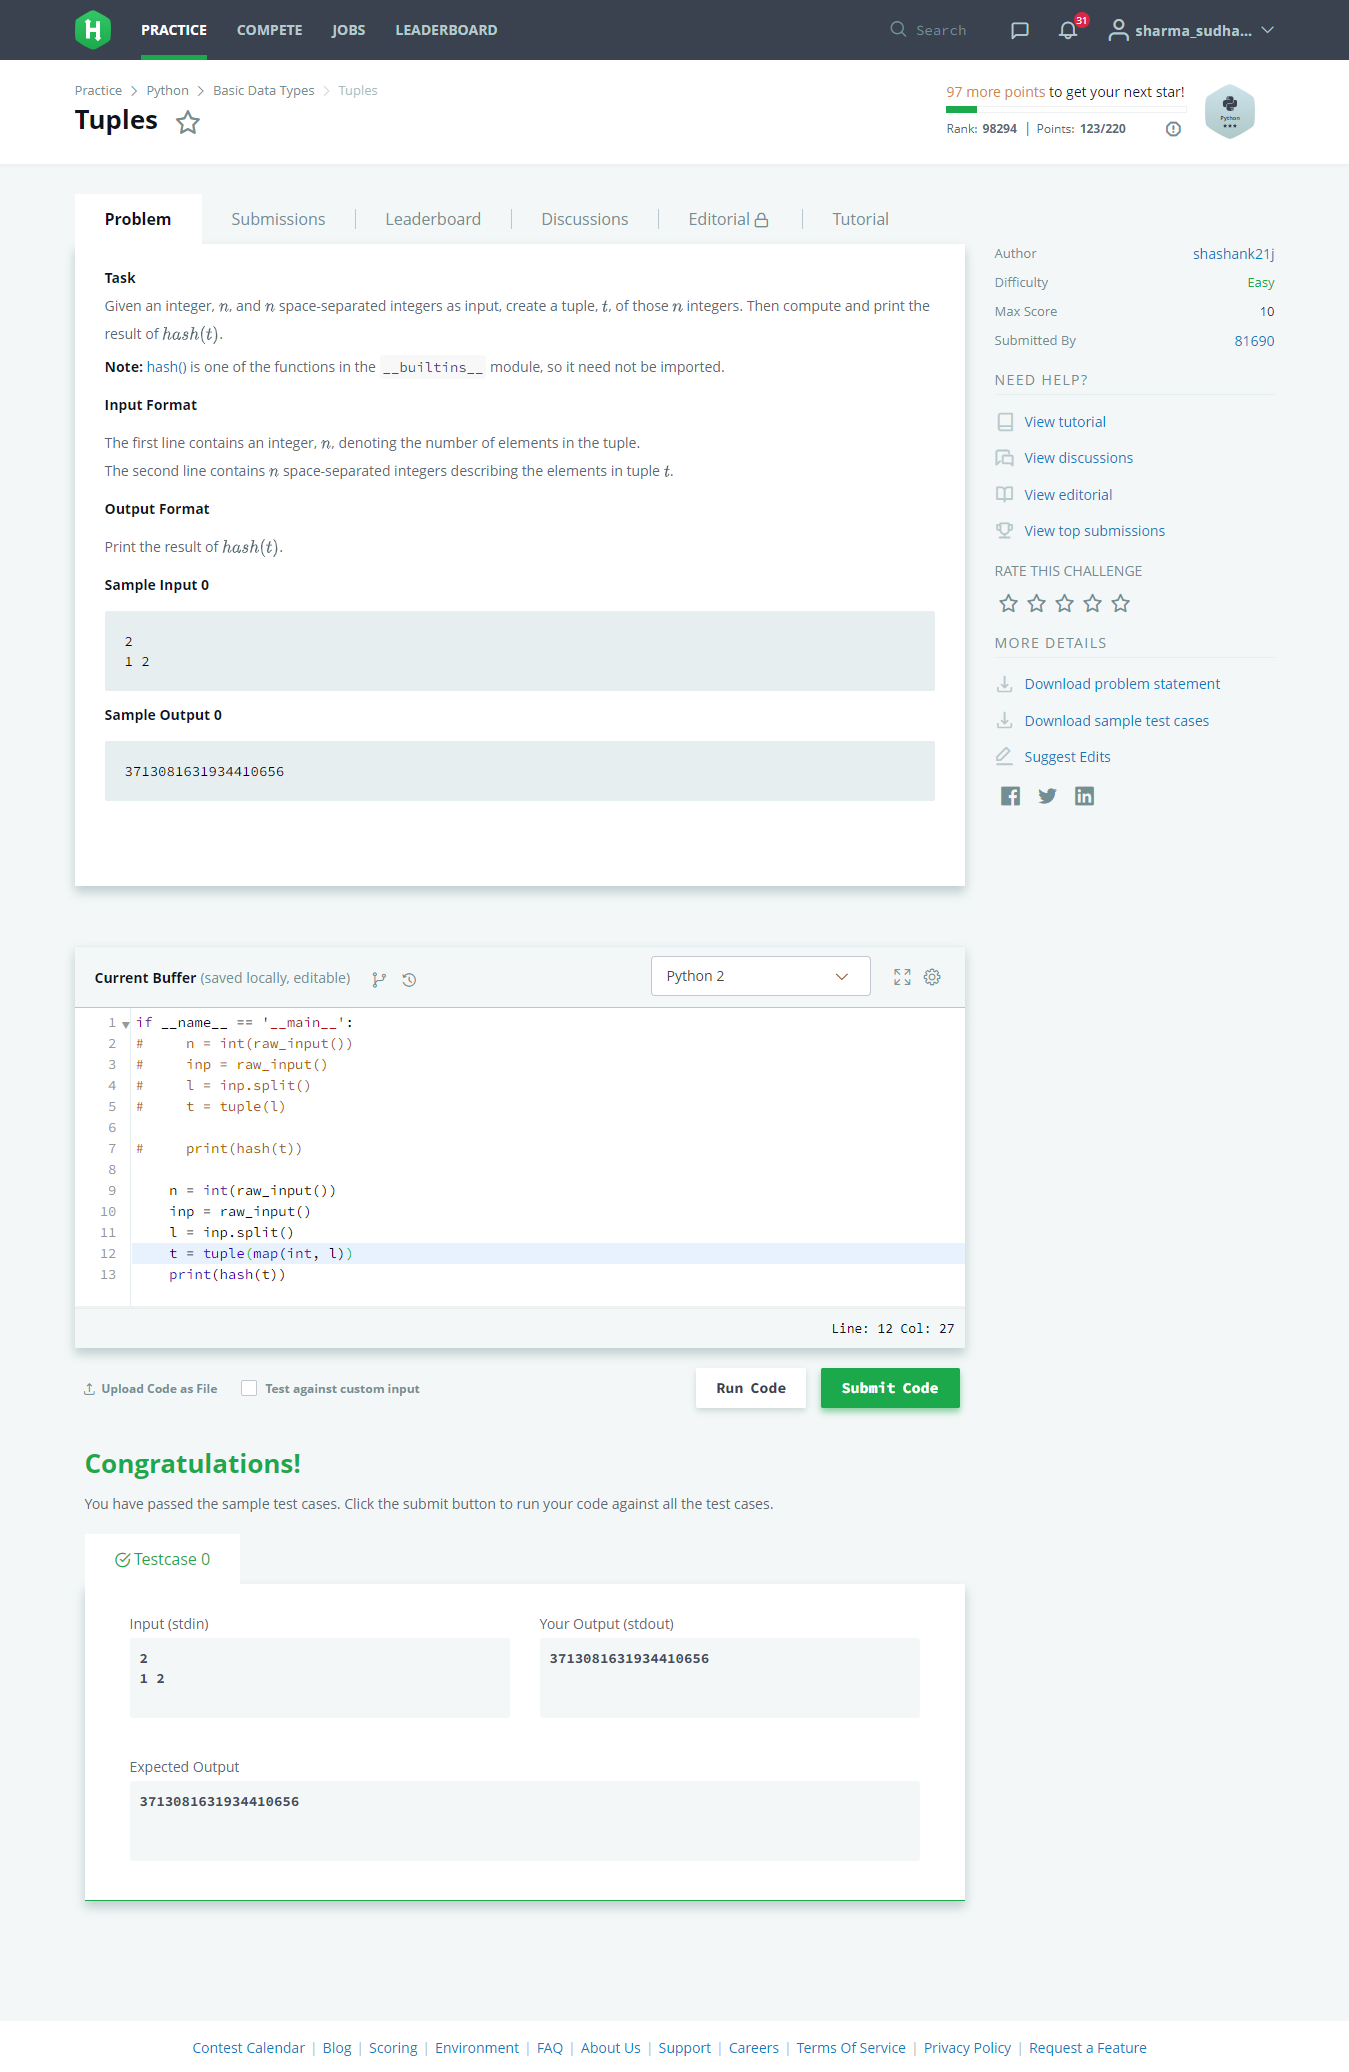 PRACTICE COMPETE JOBS LEADERBOARD Search 31 sharma_sudha...
Practice > Python > Basic Data Types > Tuples
Tuples
97 more points to get your next star!
Rank: 98294 | Points: 123/220
Python
Problem Submissions Leaderboard Discussions Editorial Tutorial
Task
Given an integer, n, and n space-separated integers as input, create a tuple, t, of those n integers. Then compute and print the
result of hash(t).
Note: hash() is one of the functions in the __builtins__ module, so it need not be imported.
Input Format
The first line contains an integer, n, denoting the number of elements in the tuple.
The second line contains n space-separated integers describing the elements in tuple t.
Output Format
Print the result of hash(t).
Sample Input 0
2
1 2
Sample Output 0
3713081631934410656
Author shashank21j
Difficulty Easy
Max Score 10
Submitted By 81690
NEED HELP?
View tutorial
View discussions
View editorial
View top submissions
RATE THIS CHALLENGE
MORE DETAILS
Download problem statement
Download sample test cases
Suggest Edits
Current Buffer (saved locally, editable) Python 2
1 if __name__ == '__main__':
2 #     n = int(raw_input())
3 #     inp = raw_input()
4 #     l = inp.split()
5 #     t = tuple(l)
6
7 #     print(hash(t))
8
9     n = int(raw_input())
10     inp = raw_input()
11     l = inp.split()
12     t = tuple(map(int, l))
13     print(hash(t))
Line: 12 Col: 27
Upload Code as File Test against custom input Run Code Submit Code
Congratulations!
You have passed the sample test cases. Click the submit button to run your code against all the test cases.
Testcase 0
Input (stdin)
2
1 2
Your Output (stdout)
3713081631934410656
Expected Output
3713081631934410656
Contest Calendar | Blog | Scoring | Environment | FAQ | About Us | Support | Careers | Terms Of Service | Privacy Policy | Request a Feature